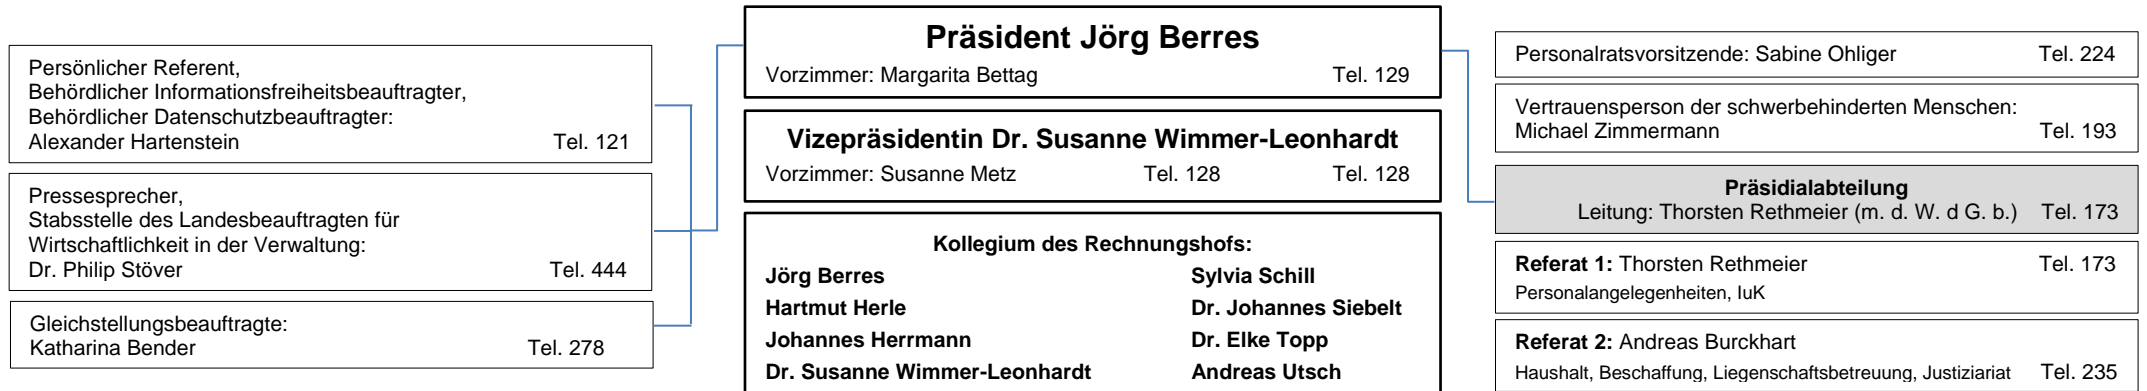 Persönlicher Referent,
Behördlicher Informationsfreiheitsbeauftragter,
Behördlicher Datenschutzbeauftragter:
Alexander Hartenstein Tel. 121
Pressesprecher,
Stabsstelle des Landesbeauftragten für
Wirtschaftlichkeit in der Verwaltung:
Dr. Philip Stöver Tel. 444
Gleichstellungsbeauftragte:
Katharina Bender Tel. 278
Präsident Jörg Berres
Vorzimmer: Margarita Bettag Tel. 129
Vizepräsidentin Dr. Susanne Wimmer-Leonhardt
Vorzimmer: Susanne Metz Tel. 128 Tel. 128
Kollegium des Rechnungshofs:
Jörg Berres Sylvia Schill
Hartmut Herle Dr. Johannes Siebelt
Johannes Herrmann Dr. Elke Topp
Dr. Susanne Wimmer-Leonhardt Andreas Utsch
Personalratsvorsitzende: Sabine Ohliger Tel. 224
Vertrauensperson der schwerbehinderten Menschen:
Michael Zimmermann Tel. 193
Präsidialabteilung
Leitung: Thorsten Rethmeier (m. d. W. d G. b.) Tel. 173
Referat 1: Thorsten Rethmeier Tel. 173
Personalangelegenheiten, IuK
Referat 2: Andreas Burckhart
Haushalt, Beschaffung, Liegenschaftsbetreuung, Justiziariat Tel. 235